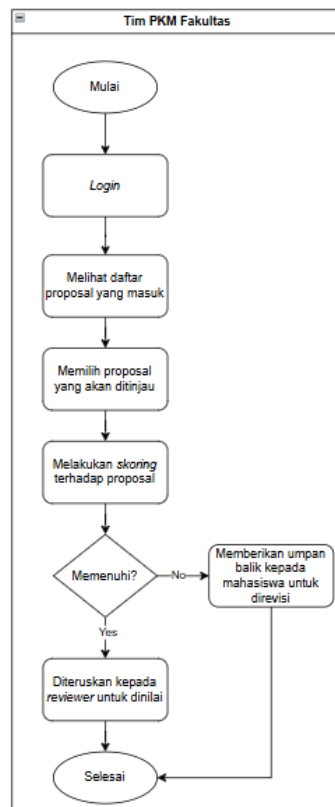 Tim PKM Fakultas
Mulai
Login
Melihat daftar
proposal yang masuk
Memilih proposal
yang akan ditinjau
Melakukan skoring
terhadap proposal
Memenuhi?
No
Memberikan umpan
balik kepada
mahasiswa untuk
direvisi
Yes
Diteruskan kepada
reviewer untuk dinilai
Selesai